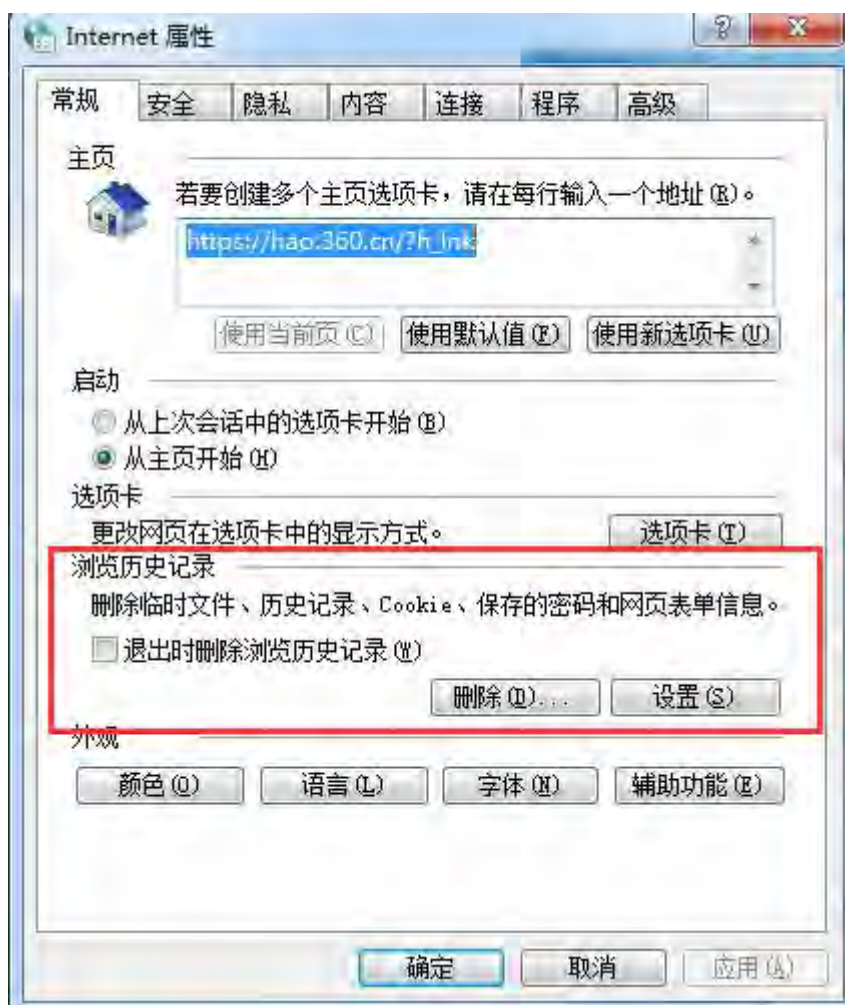 Internet 属性
常规 安全 隐私 内容 连接 程序 高级
主页
若要创建多个主页选项卡，请在每行输入一个地址(R)。
https://hao.360.cn/?h_lnk
使用当前页(C) 使用默认值(F) 使用新选项卡(U)
启动
从上次会话中的选项卡开始(B)
从主页开始(H)
选项卡
更改网页在选项卡中的显示方式。 选项卡(T)
浏览历史记录
删除临时文件、历史记录、Cookie、保存的密码和网页表单信息。
退出时删除浏览历史记录(W)
删除(D)... 设置(S)
外观
颜色(O) 语言(L) 字体(N) 辅助功能(E)
确定 取消 应用(A)